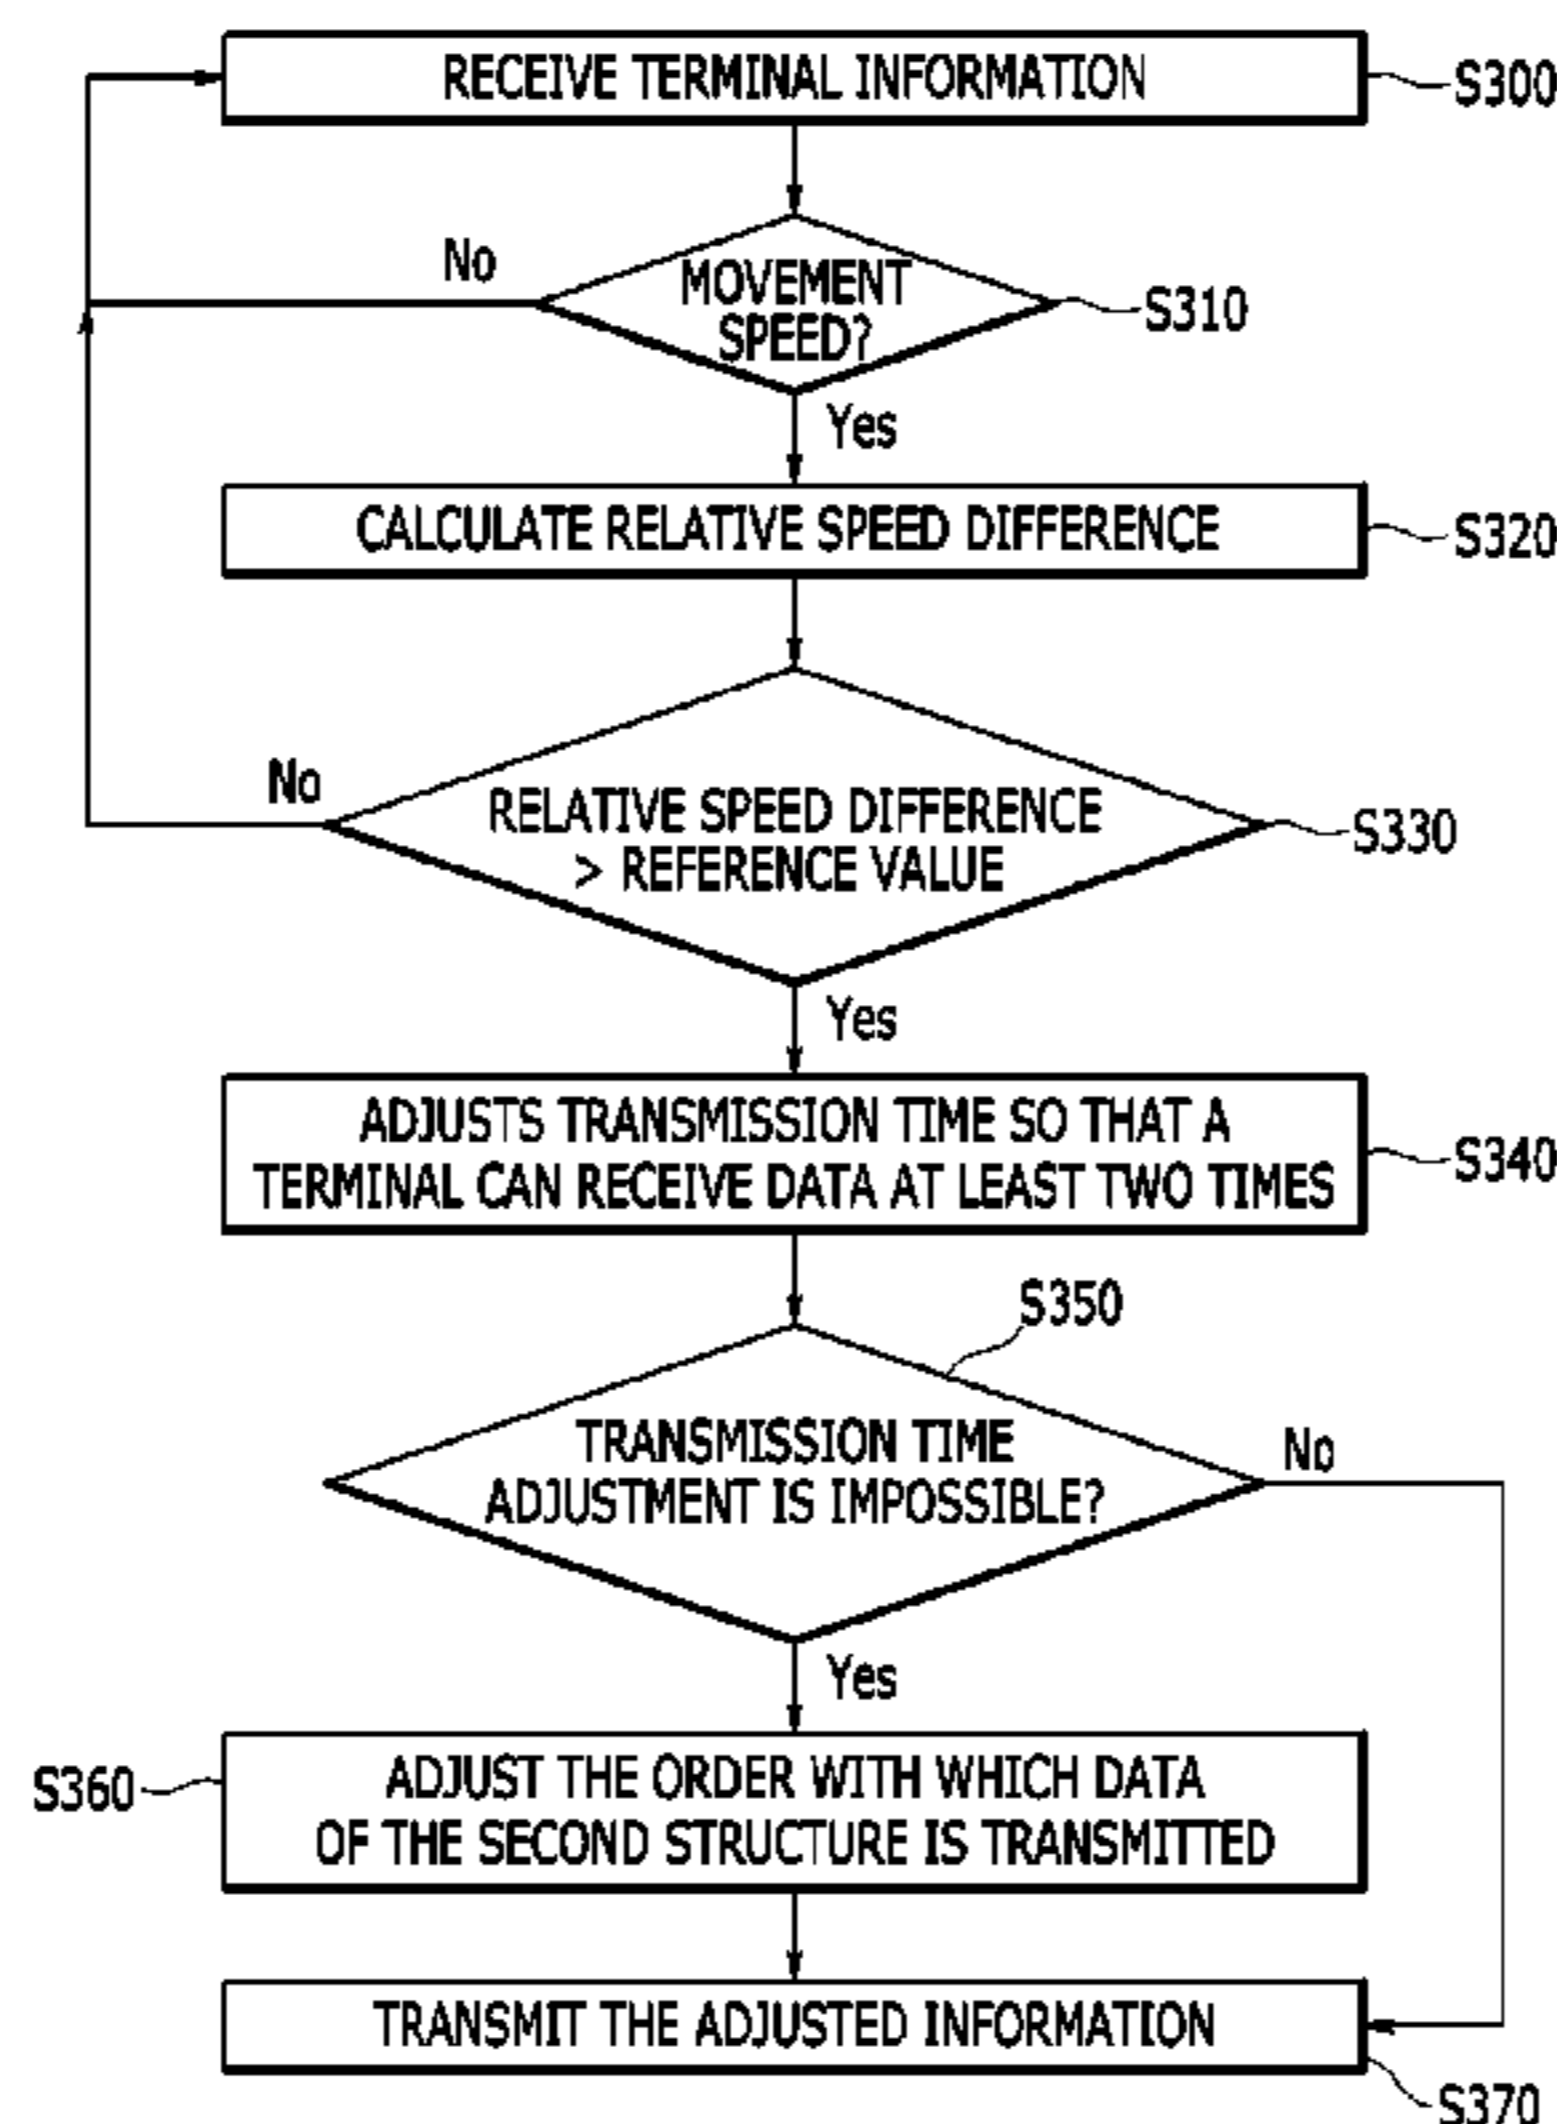 RECEIVE TERMINAL INFORMATION
S300
No
MOVEMENT
SPEED?
S310
Yes
CALCULATE RELATIVE SPEED DIFFERENCE
S320
No
RELATIVE SPEED DIFFERENCE
> REFERENCE VALUE
S330
Yes
ADJUSTS TRANSMISSION TIME SO THAT A
TERMINAL CAN RECEIVE DATA AT LEAST TWO TIMES
S340
S350
TRANSMISSION TIME
ADJUSTMENT IS IMPOSSIBLE?
No
Yes
S360
ADJUST THE ORDER WITH WHICH DATA
OF THE SECOND STRUCTURE IS TRANSMITTED
TRANSMIT THE ADJUSTED INFORMATION
S370